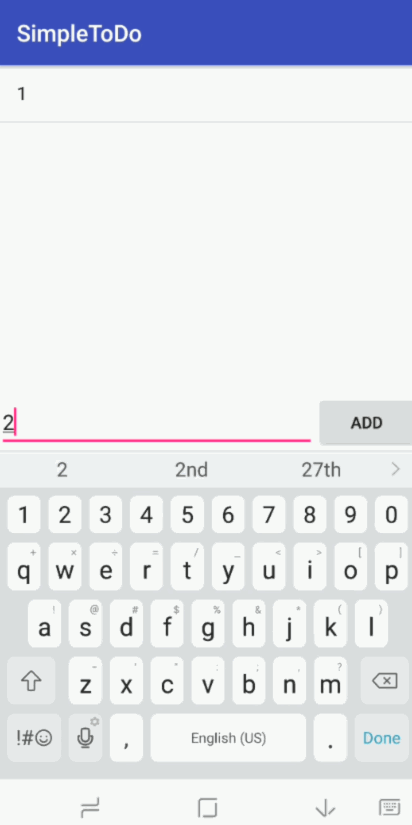 SimpleToDo
1
2 ADD
2 2nd 27th
1 2 3 4 5 6 7 8 9 0
+ × ÷ = / _ < > [ ]
q w e r t y u i o p
! @ # $ % & * ( )
a s d f g h j k l
- ' " : ; , ?
z x c v b n m
!#☺ , English (US) . Done